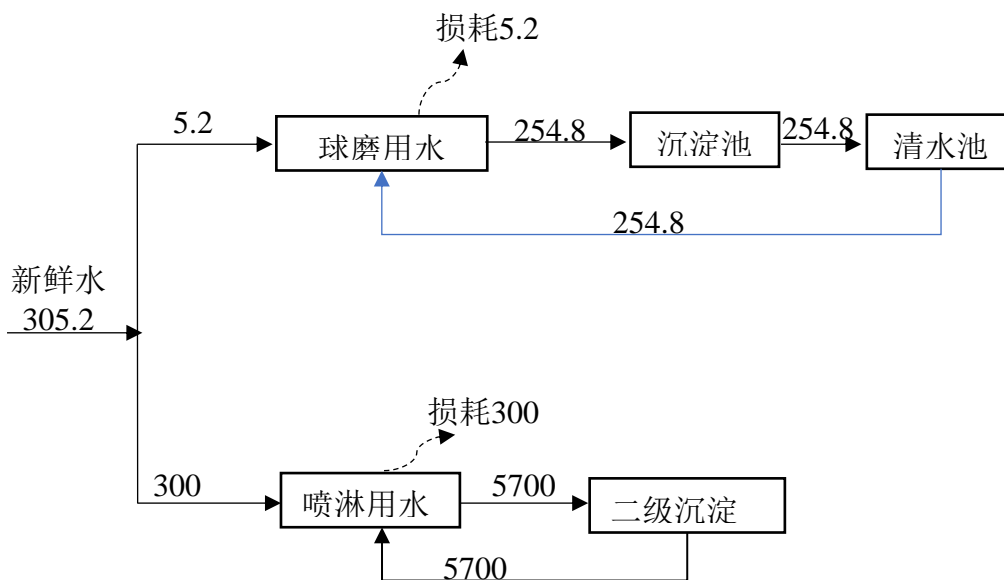 损耗5.2
5.2
球磨用水
254.8
沉淀池
254.8
清水池
254.8
新鲜水
305.2
损耗300
300
喷淋用水
5700
二级沉淀
5700